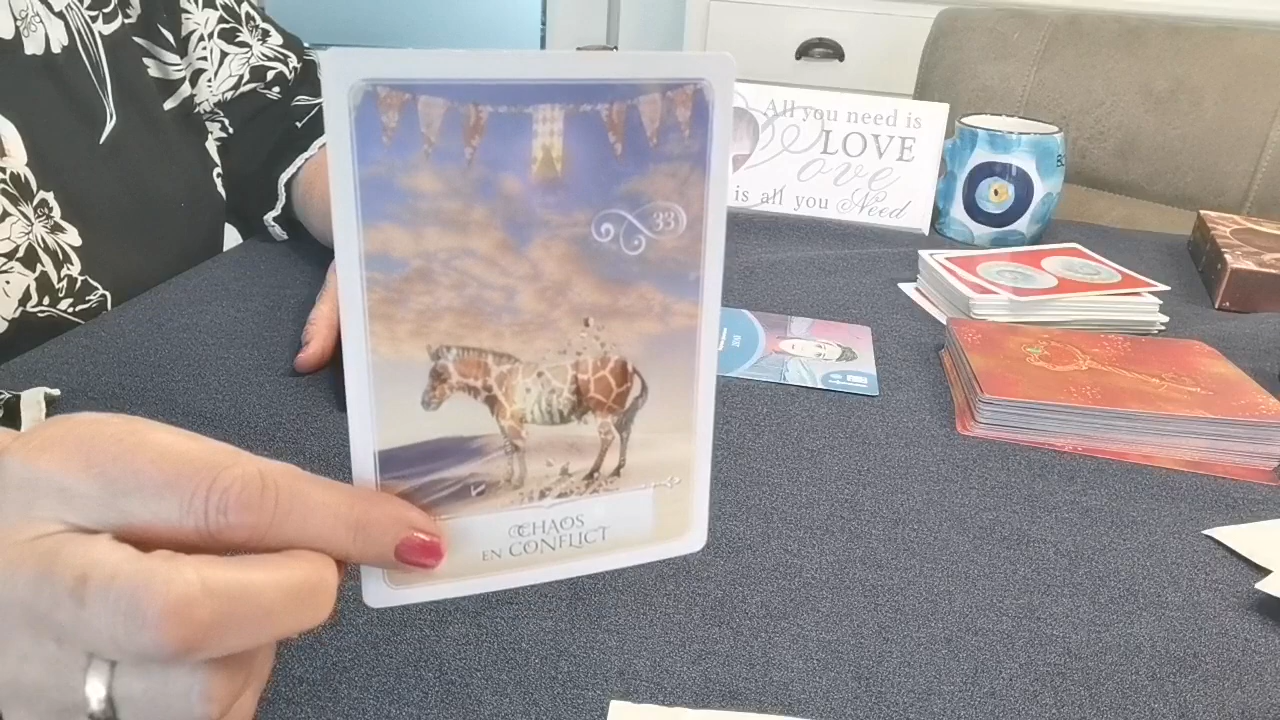 33
CHAOS
EN CONFLICT
All you need is
LOVE
Love
is all you Need